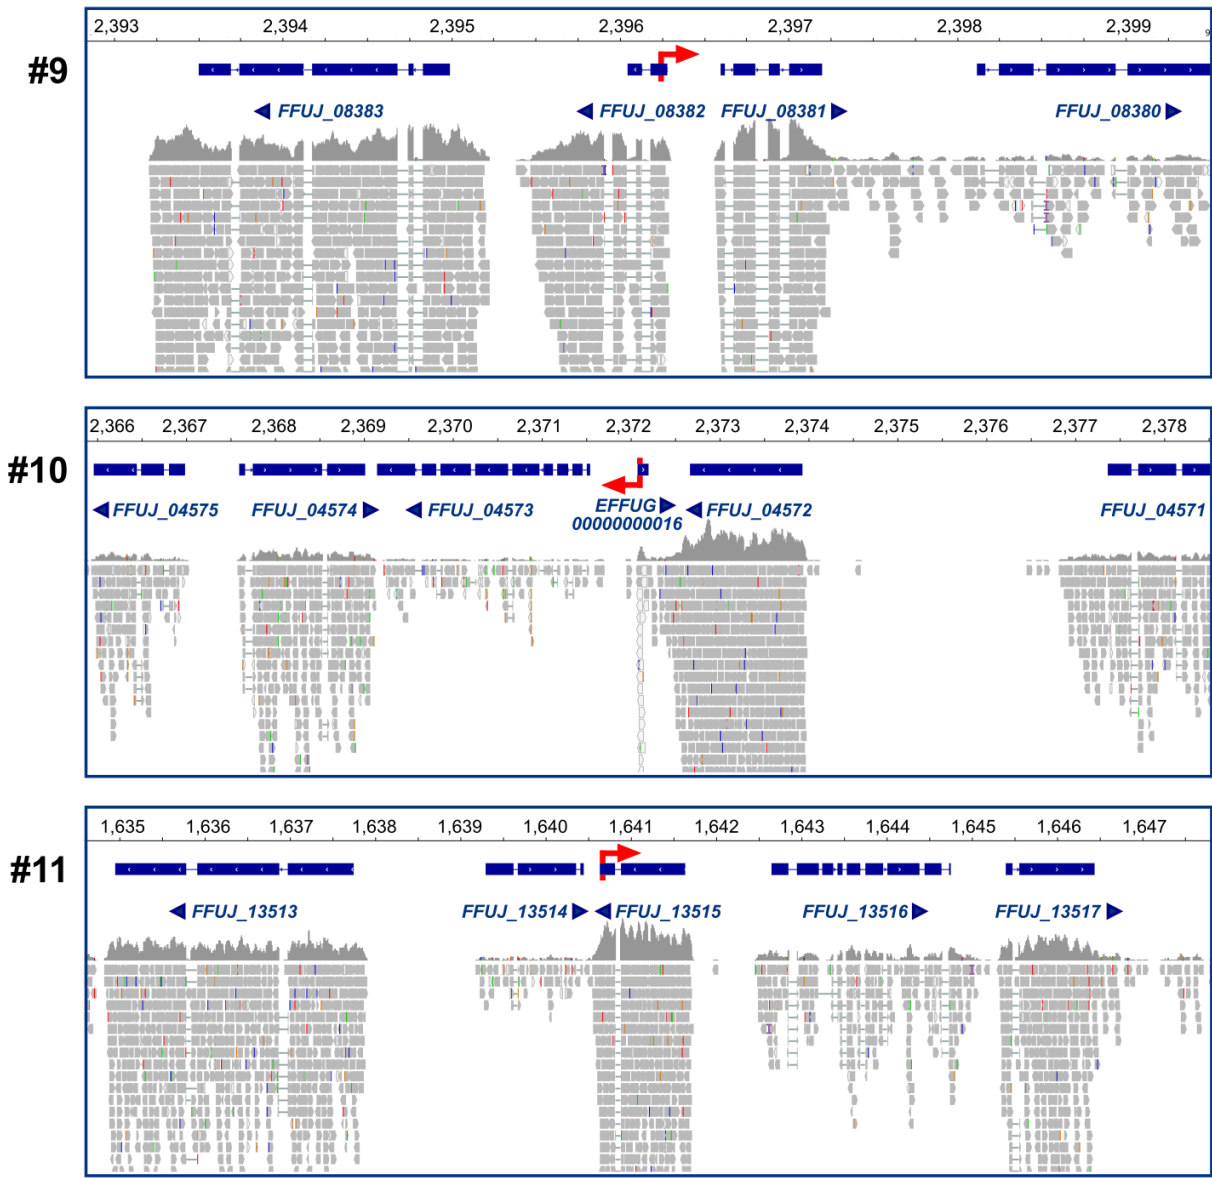 2,393 2,394 2,395 2,396 2,397 2,398 2,399 9
#9
◀ FFUJ_08383 ◀ FFUJ_08382 FFUJ_08381 ▶ FFUJ_08380 ▶
2,366 2,367 2,368 2,369 2,370 2,371 2,372 2,373 2,374 2,375 2,376 2,377 2,378
#10
◀ FFUJ_04575 FFUJ_04574 ▶ ◀ FFUJ_04573 EFFUG ▶ ◀ FFUJ_04572 FFUJ_04571
00000000016
1,635 1,636 1,637 1,638 1,639 1,640 1,641 1,642 1,643 1,644 1,645 1,646 1,647
#11
◀ FFUJ_13513 FFUJ_13514 ▶ ◀ FFUJ_13515 FFUJ_13516 ▶ FFUJ_13517 ▶